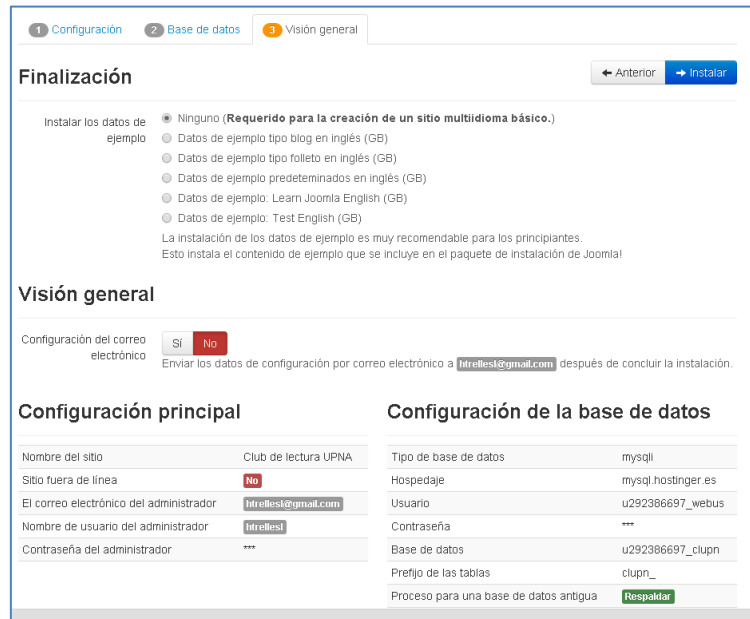 1 Configuración 2 Base de datos 3 Visión general
Finalización
Anterior Instalar
Instalar los datos de ejemplo
Ninguno (Requerido para la creación de un sitio multiidioma básico.)
Datos de ejemplo tipo blog en inglés (GB)
Datos de ejemplo tipo folleto en inglés (GB)
Datos de ejemplo predeteminados en inglés (GB)
Datos de ejemplo: Learn Joomla English (GB)
Datos de ejemplo: Test English (GB)
La instalación de los datos de ejemplo es muy recomendable para los principiantes.
Esto instala el contenido de ejemplo que se incluye en el paquete de instalación de Joomla!
Visión general
Configuración del correo electrónico
Sí No
Enviar los datos de configuración por correo electrónico a htrellesl@gmail.com después de concluir la instalación.
Configuración principal
Nombre del sitio Club de lectura UPNA
Sitio fuera de línea No
El correo electrónico del administrador htrellesl@gmail.com
Nombre de usuario del administrador htrellesl
Contraseña del administrador ***
Configuración de la base de datos
Tipo de base de datos mysqli
Hospedaje mysql.hostinger.es
Usuario u292386697_webus
Contraseña ***
Base de datos u292386697_clupn
Prefijo de las tablas clupn_
Proceso para una base de datos antigua Respaldar